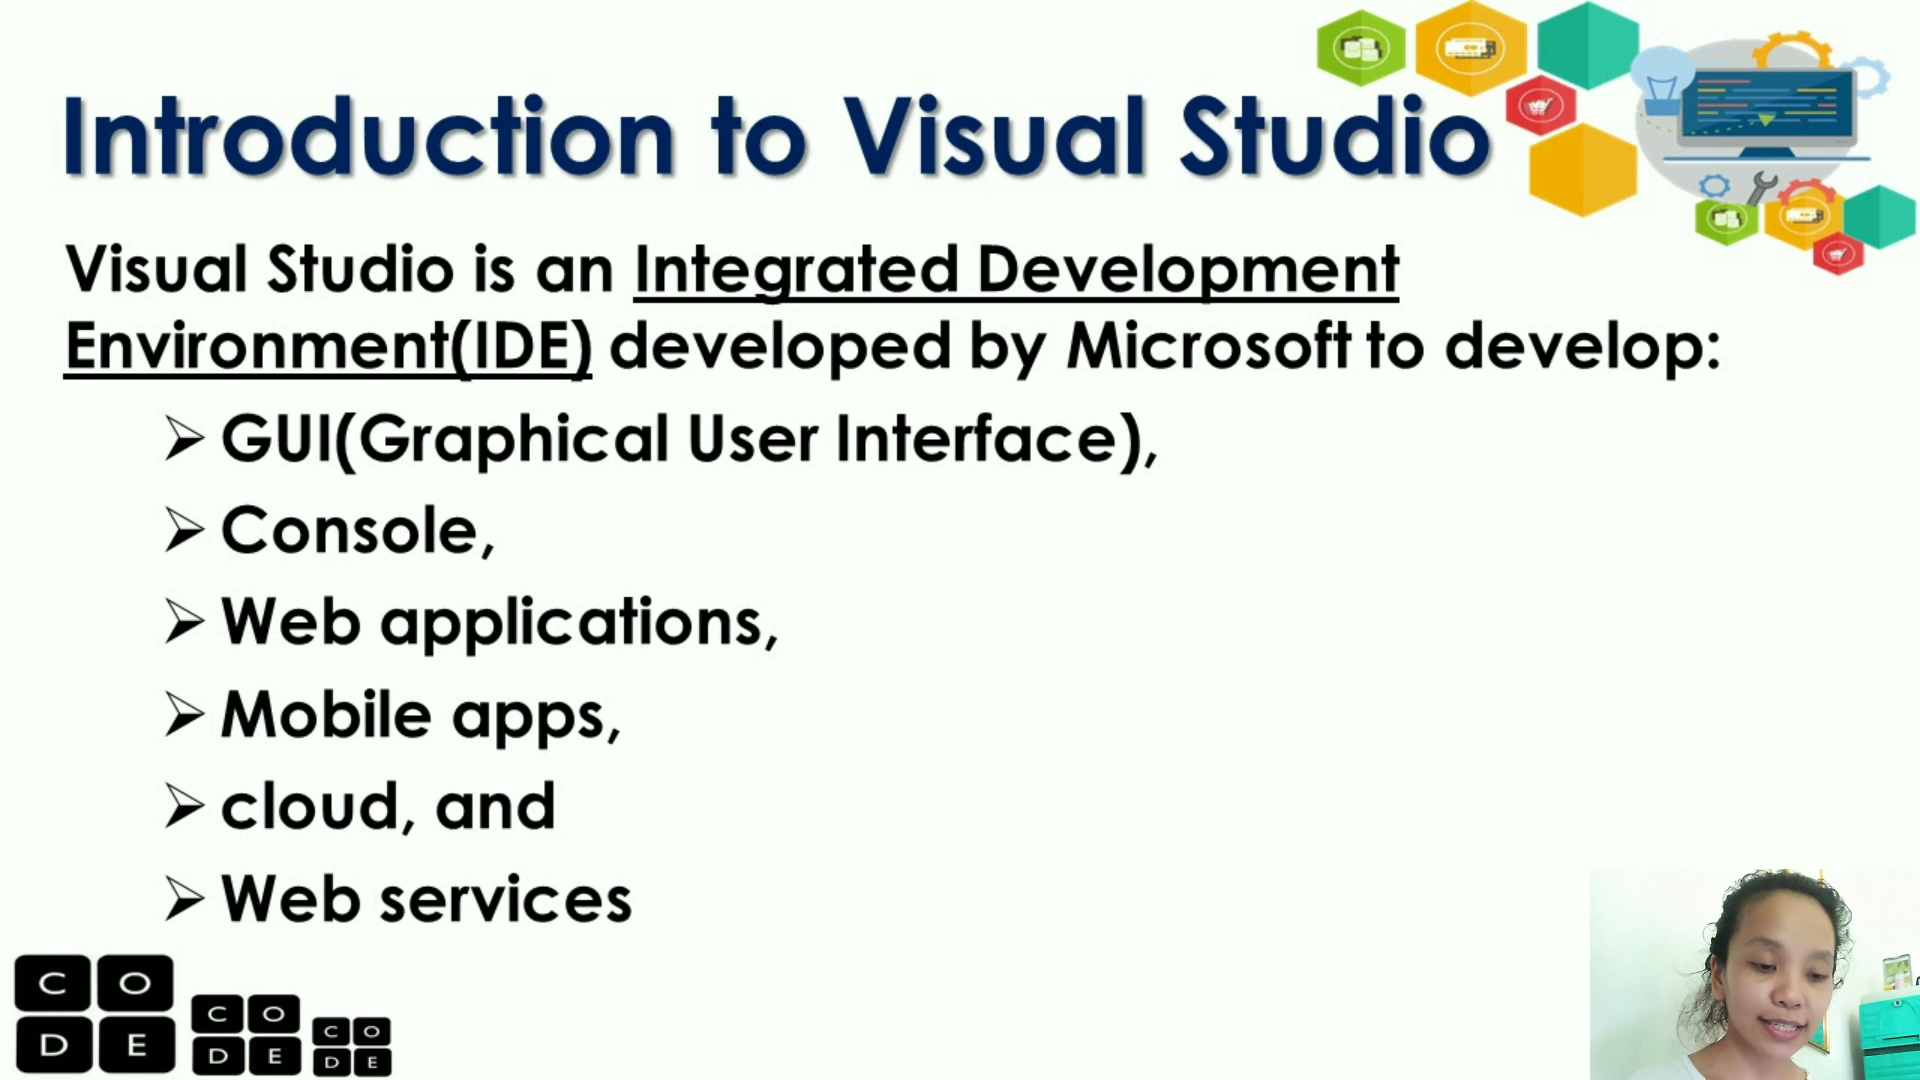 Introduction to Visual Studio
Visual Studio is an Integrated Development
Environment(IDE) developed by Microsoft to develop:
➢ GUI(Graphical User Interface),
➢ Console,
➢ Web applications,
➢ Mobile apps,
➢ cloud, and
➢ Web services
C O
D E
C O
D E
C O
D E